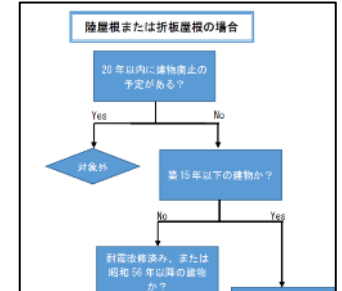 陸屋根または折板屋根の場合
20年以内に建物廃止の
予定がある？
Yes
No
対象外
築15年以下の建物か？
No
Yes
耐震改修済み、または
昭和56年以降の建物
か？